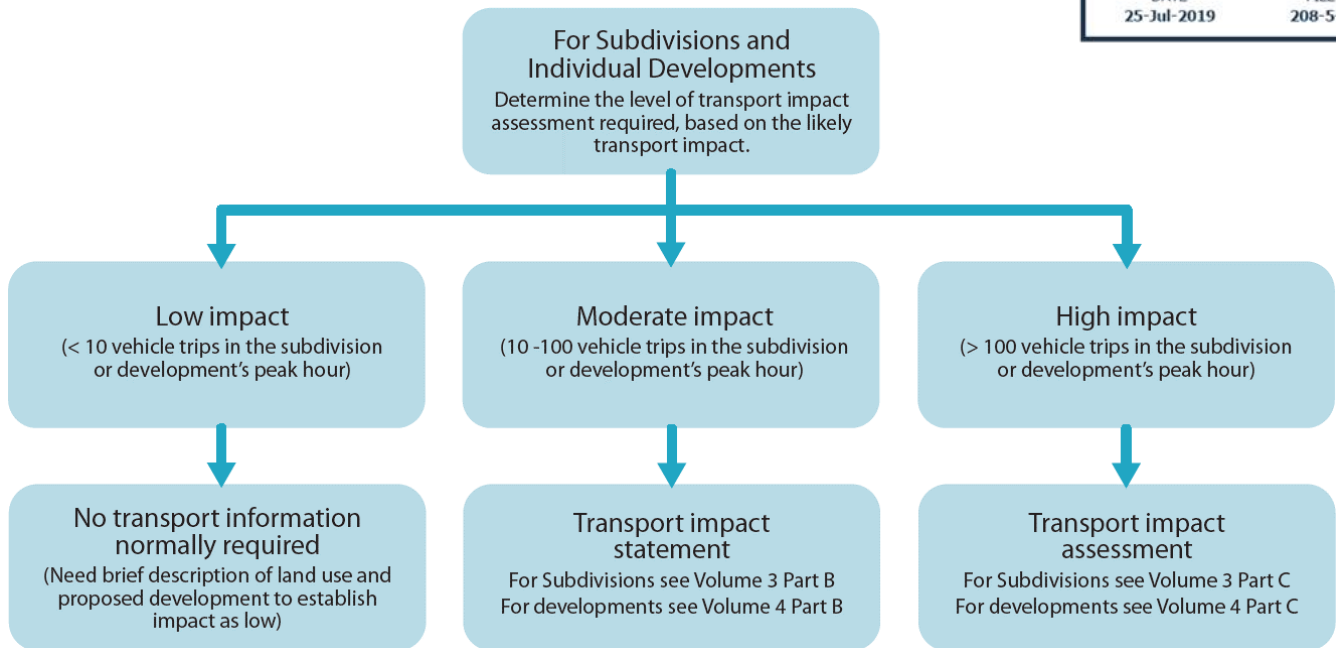 25-Jul-2019
For Subdivisions and
Individual Developments
Determine the level of transport impact
assessment required, based on the likely
transport impact.
Low impact
(< 10 vehicle trips in the subdivision
or development's peak hour)
Moderate impact
(10 -100 vehicle trips in the subdivision
or development's peak hour)
High impact
(> 100 vehicle trips in the subdivision
or development's peak hour)
No transport information
normally required
(Need brief description of land use and
proposed development to establish
impact as low)
Transport impact
statement
For Subdivisions see Volume 3 Part B
For developments see Volume 4 Part B
Transport impact
assessment
For Subdivisions see Volume 3 Part C
For developments see Volume 4 Part C